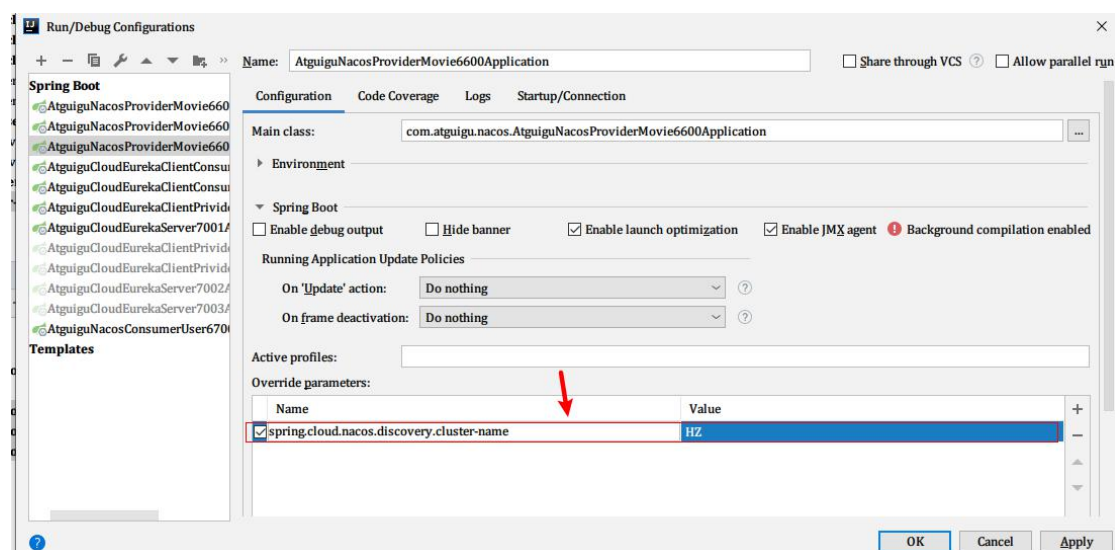 Run/Debug Configurations
Name: AtguiguNacosProviderMovie6600Application
Share through VCS
Allow parallel run
Spring Boot
AtguiguNacosProviderMovie660
AtguiguNacosProviderMovie660
AtguiguNacosProviderMovie660
AtguiguCloudEurekaClientConsu
AtguiguCloudEurekaClientConsu
AtguiguCloudEurekaClientPrivid
AtguiguCloudEurekaServer7001A
AtguiguCloudEurekaClientPrivid
AtguiguCloudEurekaClientPrivid
AtguiguCloudEurekaServer7002A
AtguiguCloudEurekaServer7003A
AtguiguNacosConsumerUser670
Templates
Configuration Code Coverage Logs Startup/Connection
Main class: com.atguigu.nacos.AtguiguNacosProviderMovie6600Application ...
Environment
Spring Boot
Enable debug output Hide banner Enable launch optimization Enable JMX agent Background compilation enabled
Running Application Update Policies
On 'Update' action: Do nothing
On frame deactivation: Do nothing
Active profiles:
Override parameters:
Name Value
spring.cloud.nacos.discovery.cluster-name HZ
OK Cancel Apply